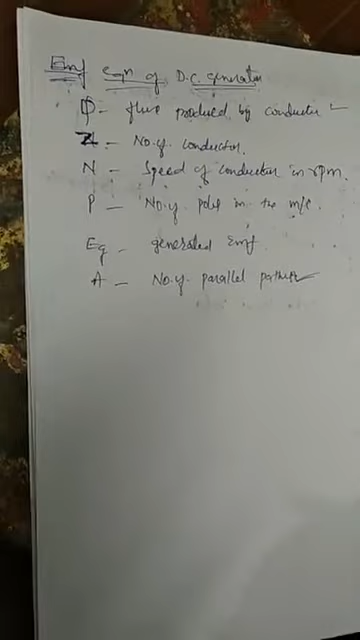 Emf eqn of D.C. generator
Φ - flux produced by conductor
Z - No. of conductor.
N - Speed of conductor in rpm.
P - No. of poles in the m/c.
Eg - generated Emf
A - No. of parallel paths